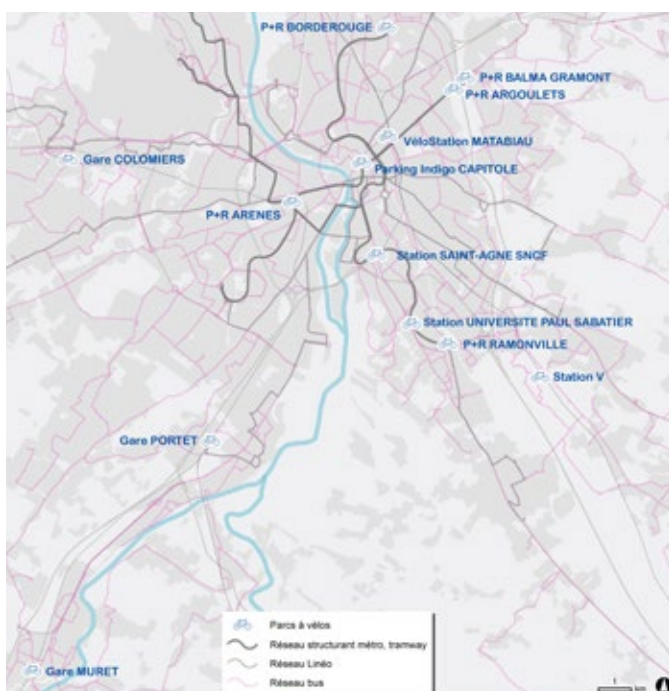 P+R BORDEROUGE
P+R BALMA GRAMONT
P+R ARGOULETS
VéloStation MATABIAU
Gare COLOMIERS
Parking Indigo CAPITOLE
P+R ARENES
Station SAINT-AGNE SNCF
Station UNIVERSITE PAUL SABATIER
P+R RAMONVILLE
Station V
Gare PORTET
Gare MURET
Parcs à vélos
Réseau structurant métro, tramway
Réseau Linéo
Réseau bus